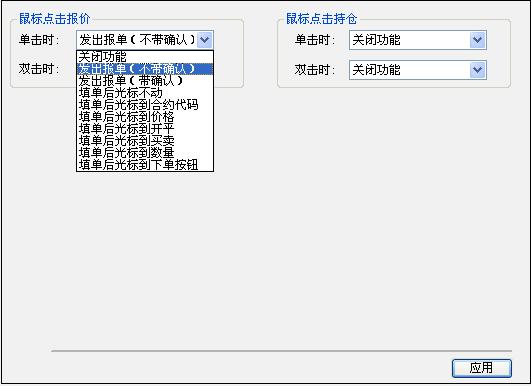 鼠标点击报价
单击时: 发出报单(不带确认)
双击时:
关闭功能
发出报单(不带确认)
发出报单(带确认)
填单后光标不动
填单后光标到合约代码
填单后光标到价格
填单后光标到开平
填单后光标到买卖
填单后光标到数量
填单后光标到下单按钮
鼠标点击持仓
单击时: 关闭功能
双击时: 关闭功能
应用